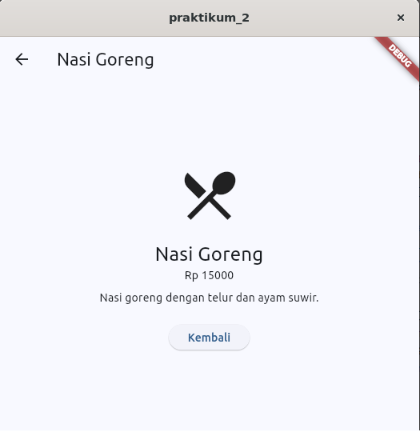 praktikum_2
Nasi Goreng
DEBUG
Nasi Goreng
Rp 15000
Nasi goreng dengan telur dan ayam suwir.
Kembali